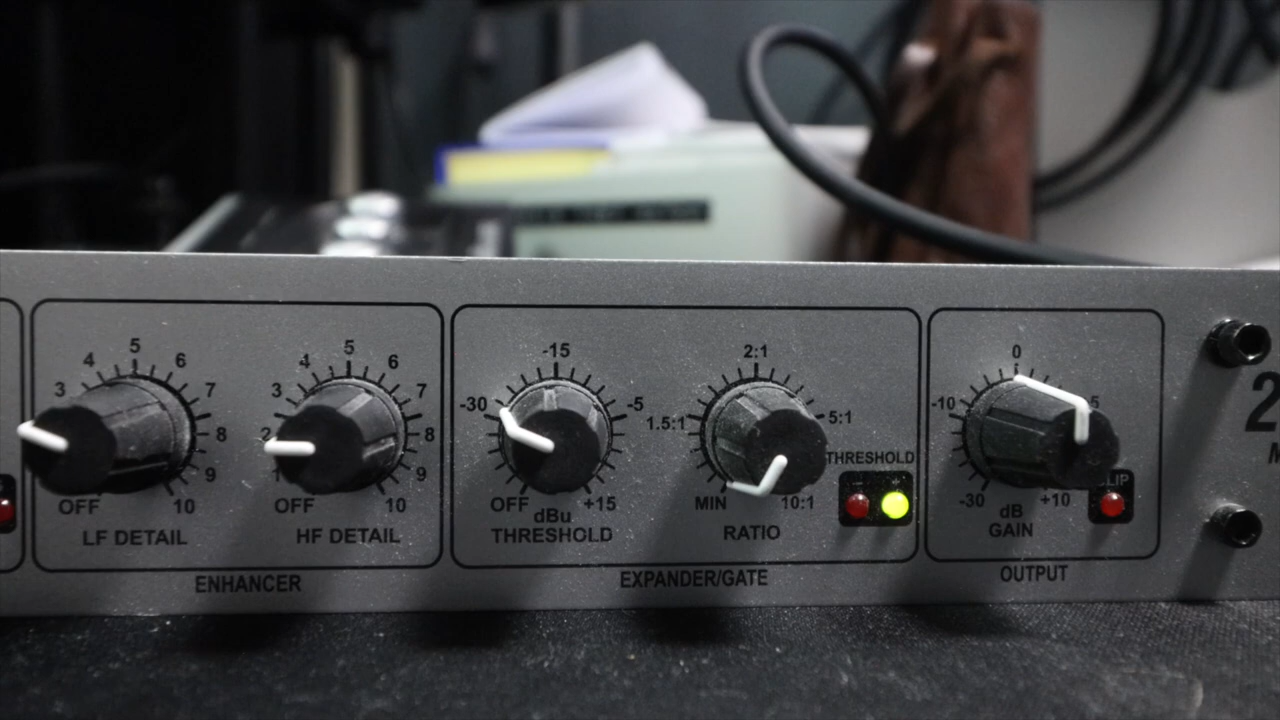 5
4 6
3 7
8
9
OFF 10
LF DETAIL
5
4 6
3 7
2 8
1 9
OFF 10
HF DETAIL
ENHANCER
-15
-30 -5
OFF +15
dBu
THRESHOLD
2:1
1.5:1 5:1
MIN 10:1
RATIO
THRESHOLD
- +
EXPANDER/GATE
0
-10 5
-30 +10
dB
GAIN
OUTPUT
2